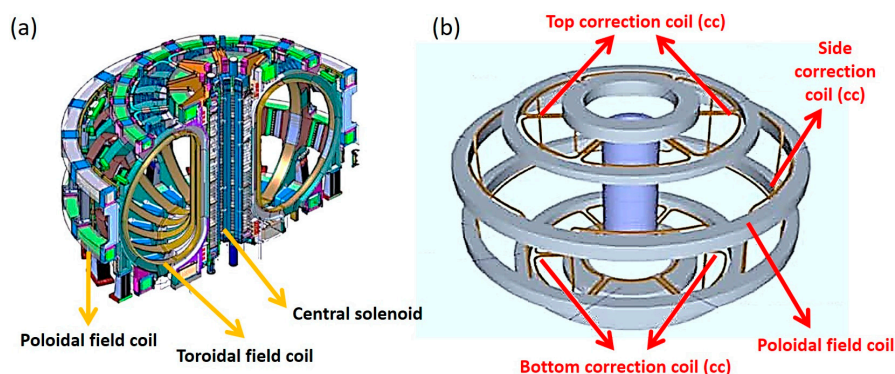 (a)
Poloidal field coil
Toroidal field coil
Central solenoid
(b)
Top correction coil (cc)
Side
correction
coil (cc)
Poloidal field coil
Bottom correction coil (cc)